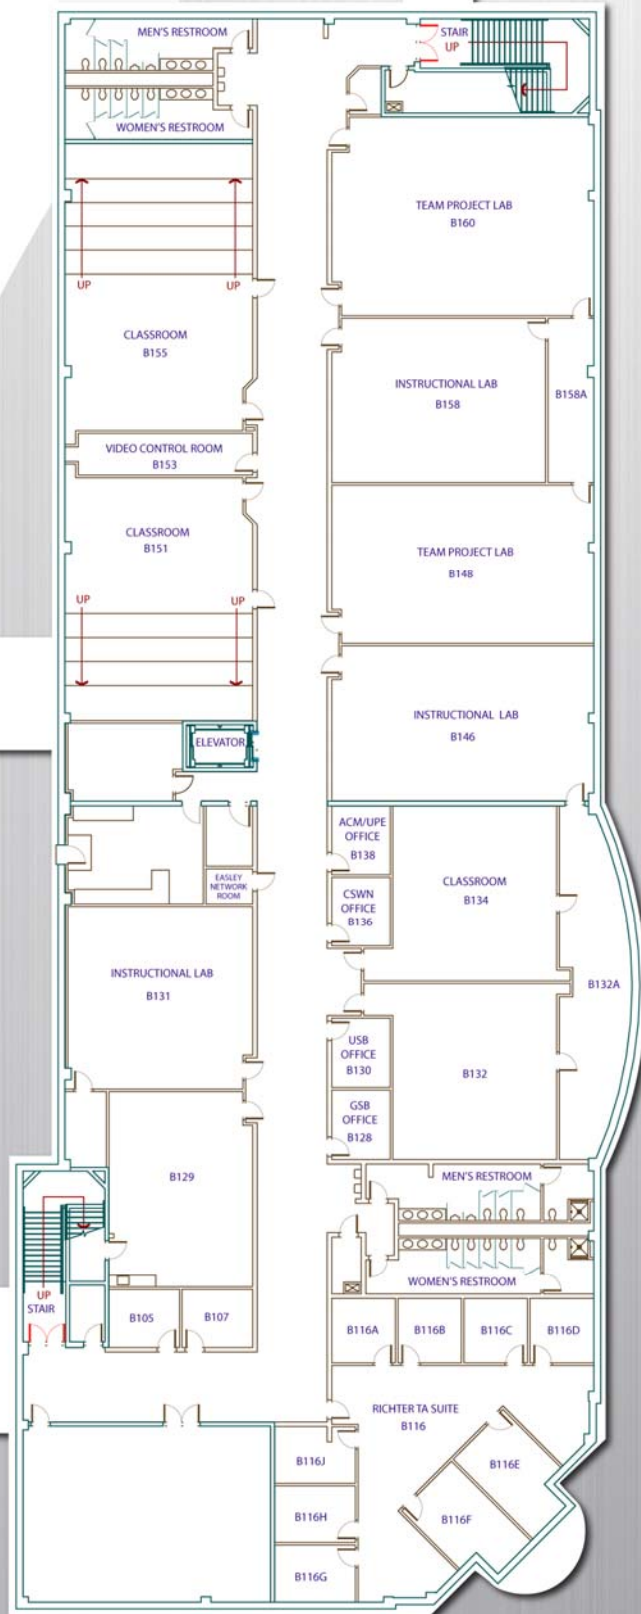 MEN'S RESTROOM
STAIR
UP
WOMEN'S RESTROOM
TEAM PROJECT LAB
B160
UP
UP
CLASSROOM
B155
INSTRUCTIONAL LAB
B158
B158A
VIDEO CONTROL ROOM
B153
CLASSROOM
B151
TEAM PROJECT LAB
B148
UP
UP
INSTRUCTIONAL LAB
B146
ELEVATOR
ACM/UPE
OFFICE
B138
CLASSROOM
B134
EASLEY
NETWORK
ROOM
CSWN
OFFICE
B136
INSTRUCTIONAL LAB
B131
B132A
USB
OFFICE
B130
B132
GSB
OFFICE
B128
B129
MEN'S RESTROOM
WOMEN'S RESTROOM
UP
STAIR
B105
B107
B116A
B116B
B116C
B116D
RICHTER TA SUITE
B116
B116J
B116E
B116H
B116F
B116G